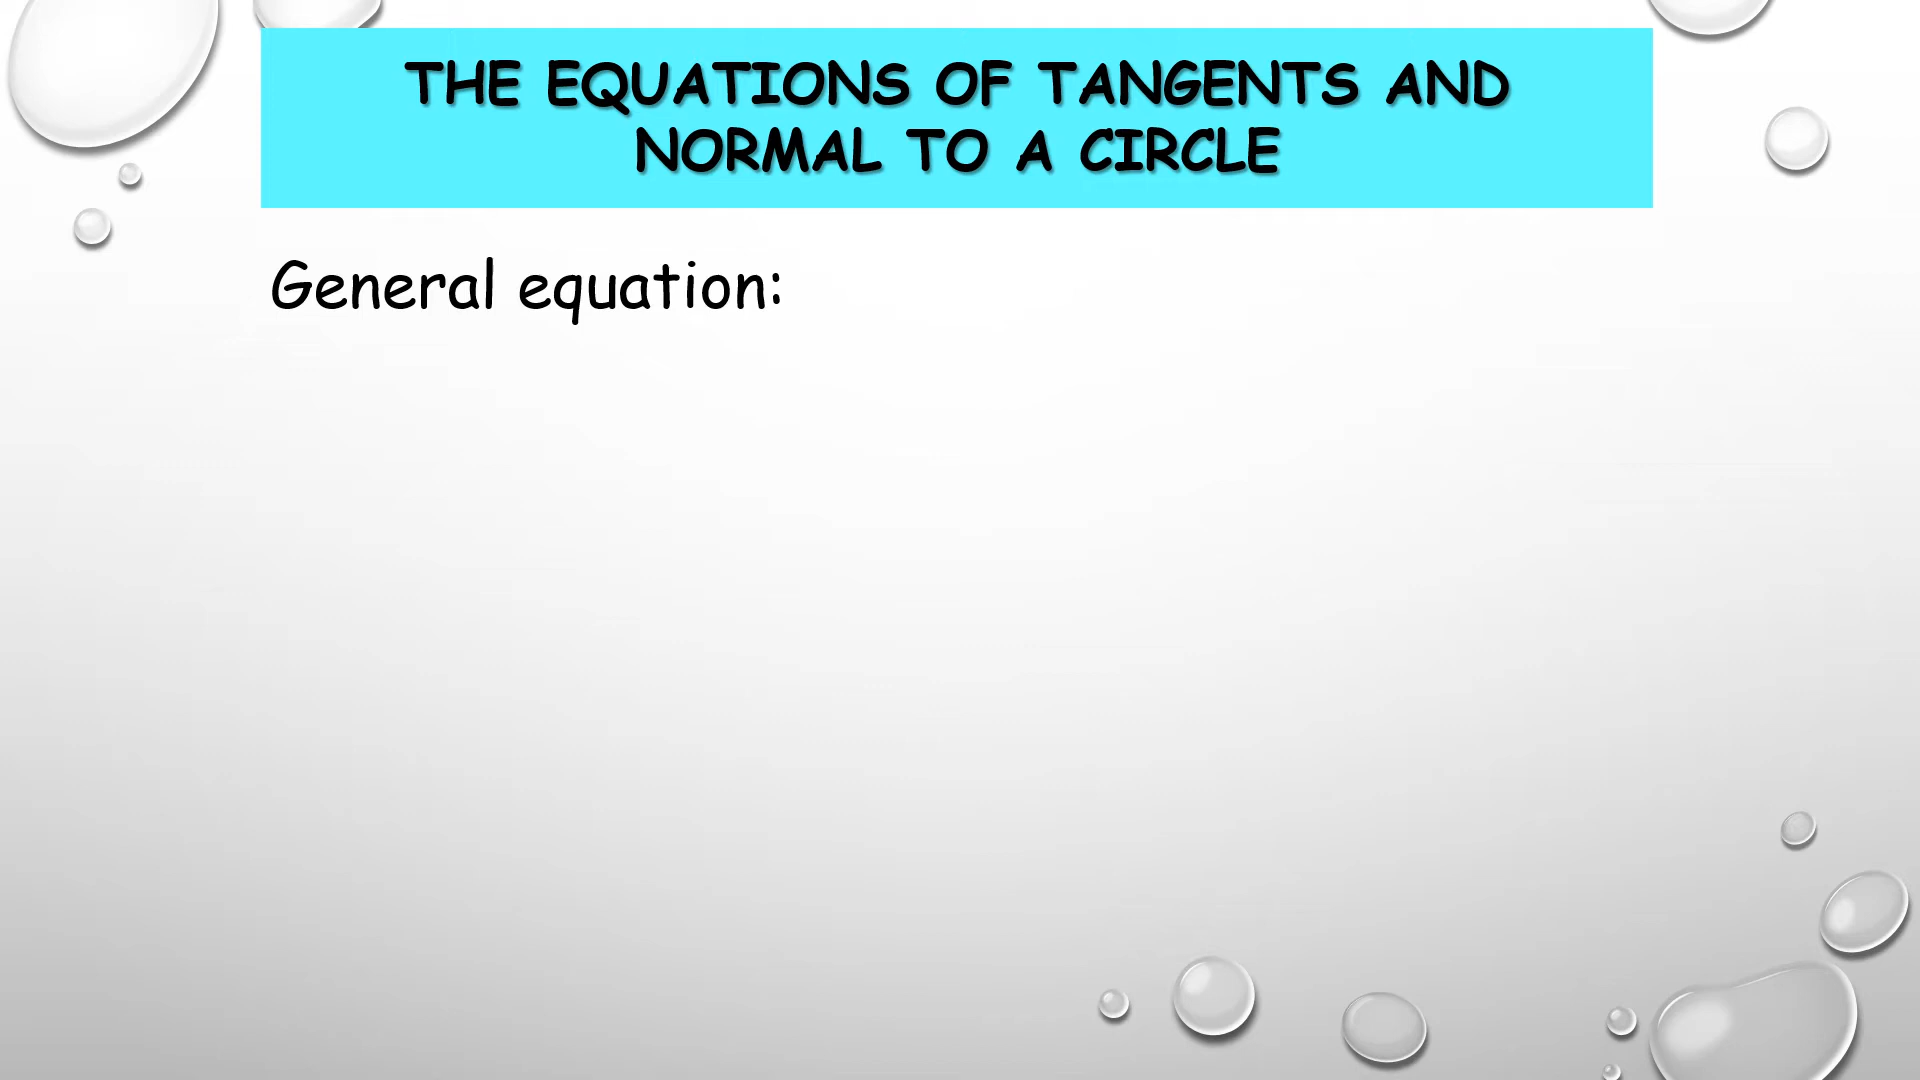 THE EQUATIONS OF TANGENTS AND
NORMAL TO A CIRCLE
General equation: